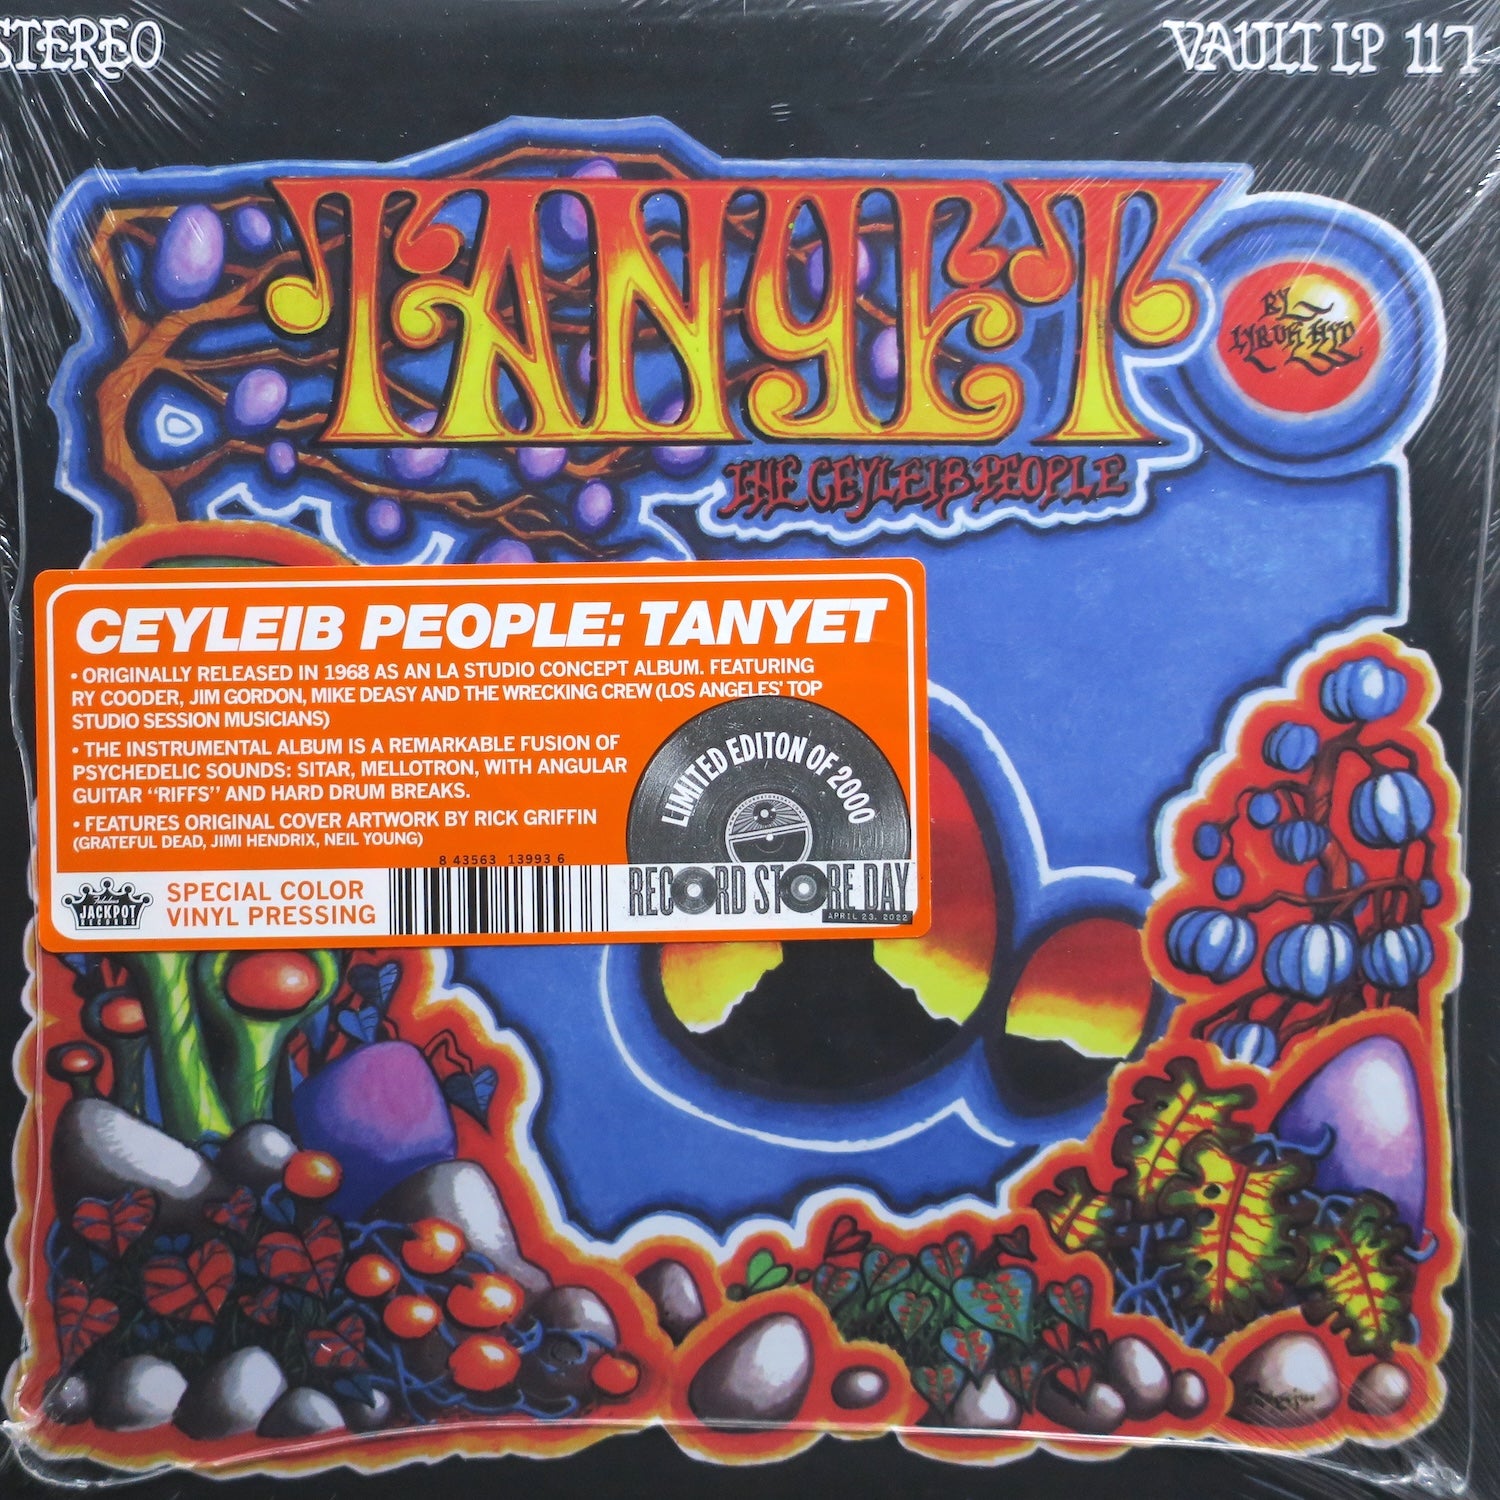 STEREO
VAULT LP 117
TANYET
BY
THE CEYLEIB PEOPLE
CEYLEIB PEOPLE: TANYET
• ORIGINALLY RELEASED IN 1968 AS AN LA STUDIO CONCEPT ALBUM. FEATURING
RY COODER, JIM GORDON, MIKE DEASY AND THE WRECKING CREW (LOS ANGELES' TOP
STUDIO SESSION MUSICIANS)
• THE INSTRUMENTAL ALBUM IS A REMARKABLE FUSION OF
PSYCHEDELIC SOUNDS: SITAR, MELLOTRON, WITH ANGULAR
GUITAR "RIFFS" AND HARD DRUM BREAKS.
• FEATURES ORIGINAL COVER ARTWORK BY RICK GRIFFIN
(GRATEFUL DEAD, JIMI HENDRIX, NEIL YOUNG)
LIMITED EDITON OF 2000
8 43563 13993 6
Fabulous
JACKPOT
RECORDS
SPECIAL COLOR
VINYL PRESSING
RECORD STORE DAY
APRIL 23, 2022